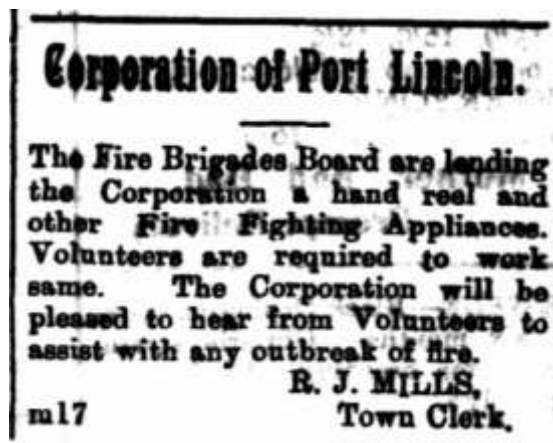 Corporation of Port Lincoln.
The Fire Brigades Board are lending
the Corporation a hand reel and
other Fire Fighting Appliances.
Volunteers are required to work
same. The Corporation will be
pleased to hear from Volunteers to
assist with any outbreak of fire.
R. J. MILLS,
m17 Town Clerk.